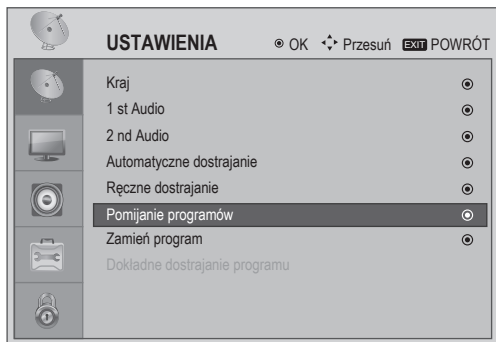 USTAWIENIA OK Przesuń EXIT POWRÓT
Kraj
1 st Audio
2 nd Audio
Automatyczne dostrajanie
Ręczne dostrajanie
Pomijanie programów
Zamień program
Dokładne dostrajanie programu